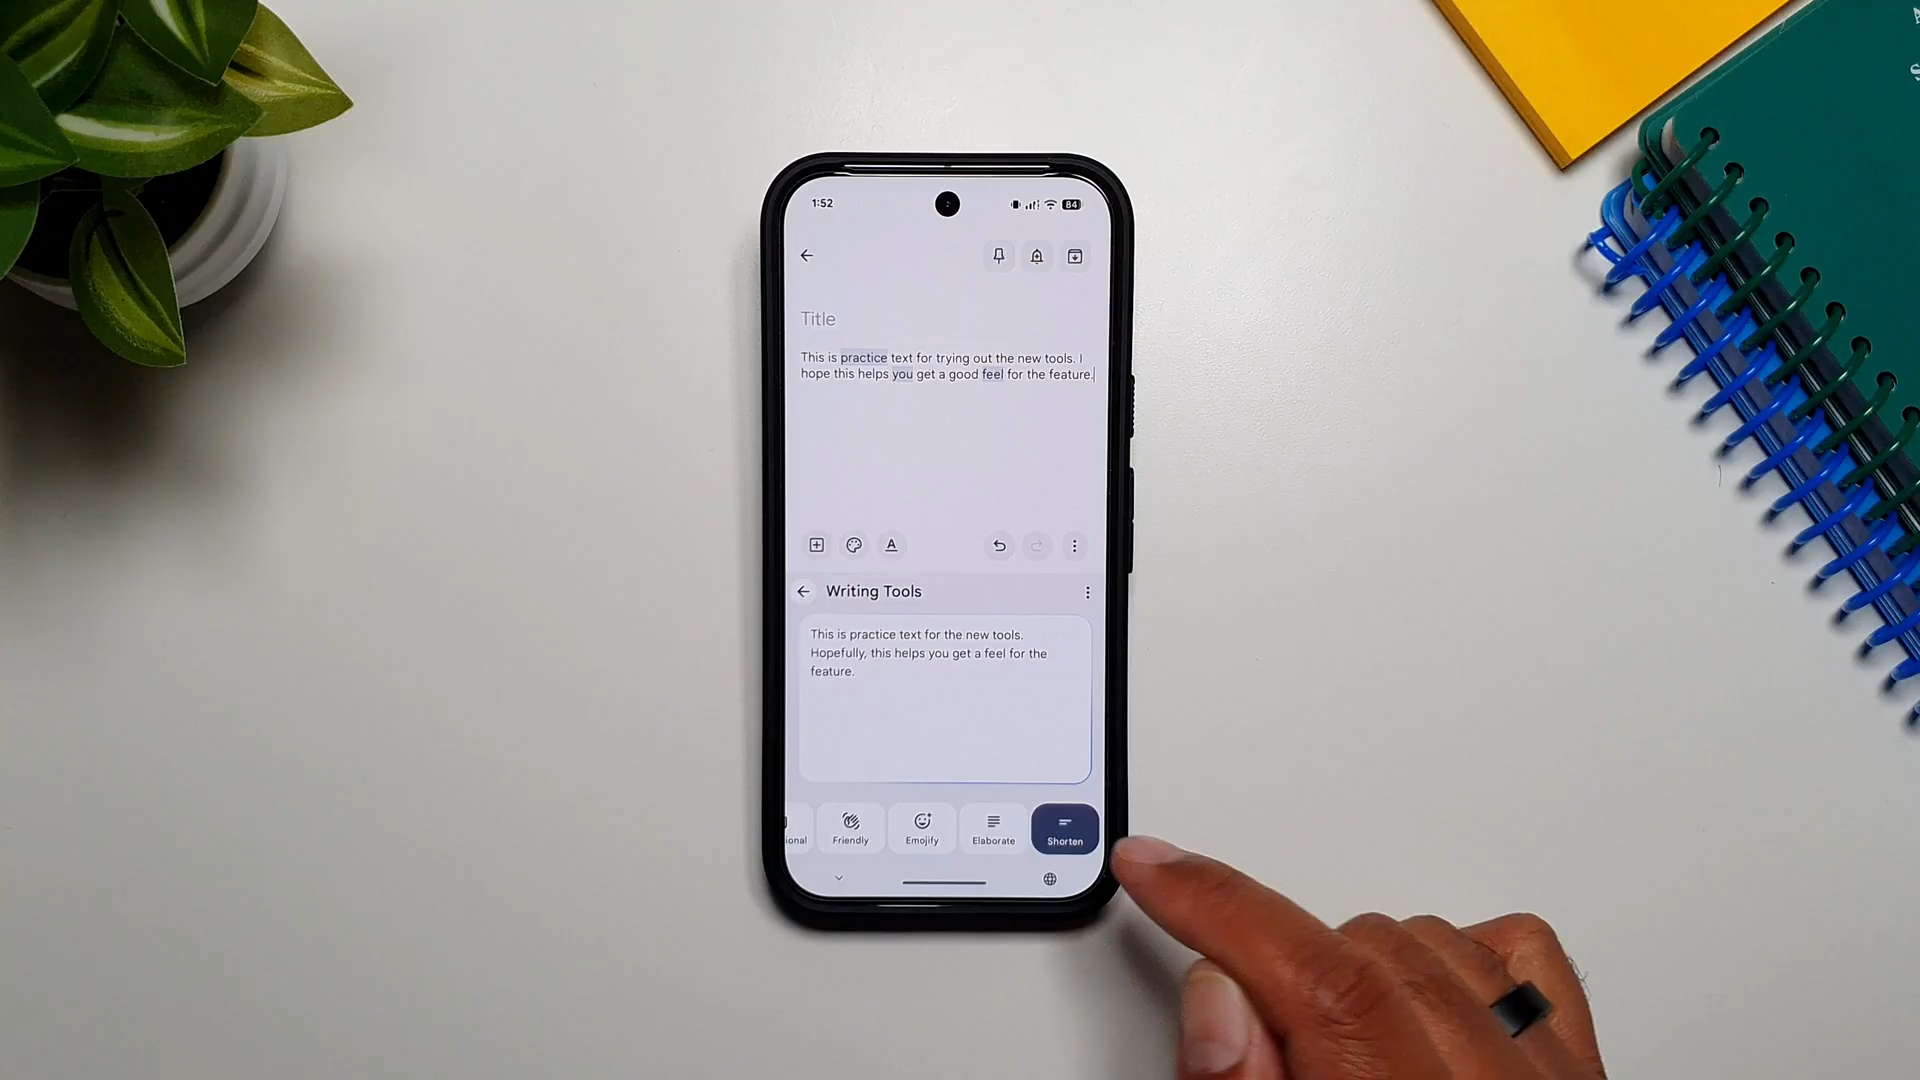 1:52
84
Title
This is practice text for trying out the new tools. I
hope this helps you get a good feel for the feature.
A
Writing Tools
This is practice text for the new tools.
Hopefully, this helps you get a feel for the
feature.
ional
Friendly
Emojify
Elaborate
Shorten